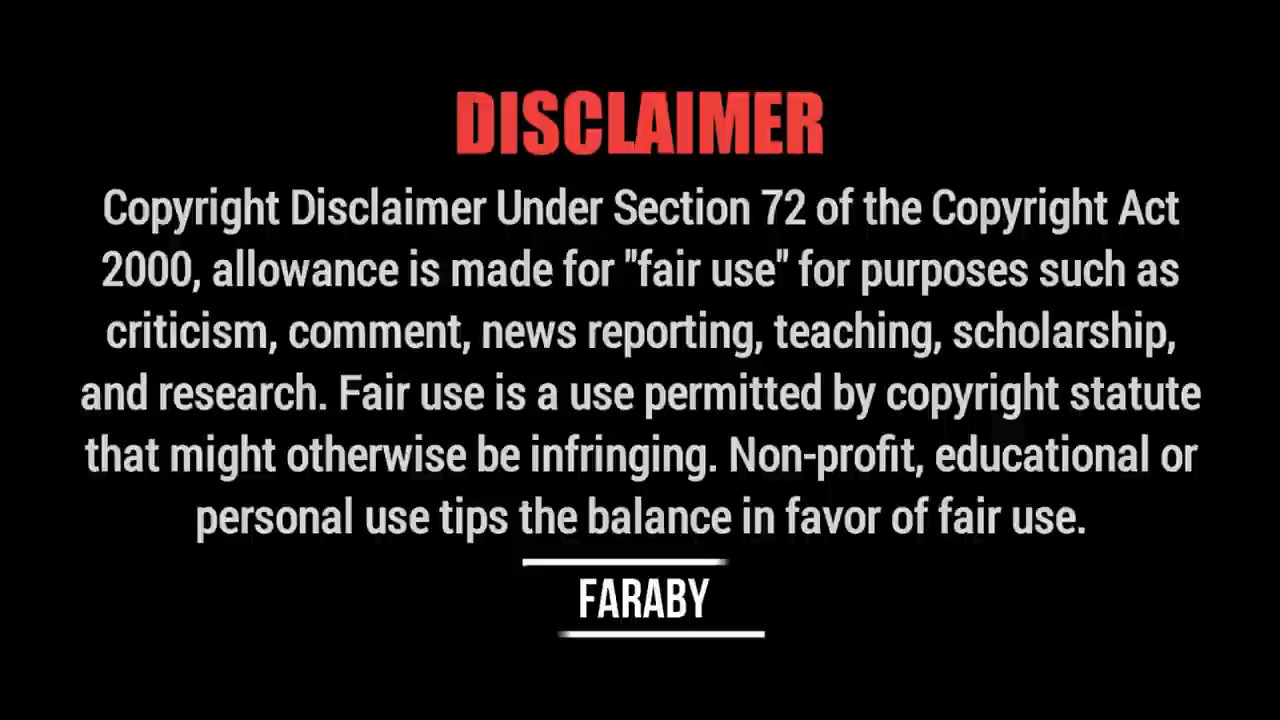 DISCLAIMER
Copyright Disclaimer Under Section 72 of the Copyright Act
2000, allowance is made for "fair use" for purposes such as
criticism, comment, news reporting, teaching, scholarship,
and research. Fair use is a use permitted by copyright statute
that might otherwise be infringing. Non-profit, educational or
personal use tips the balance in favor of fair use.
FARABY